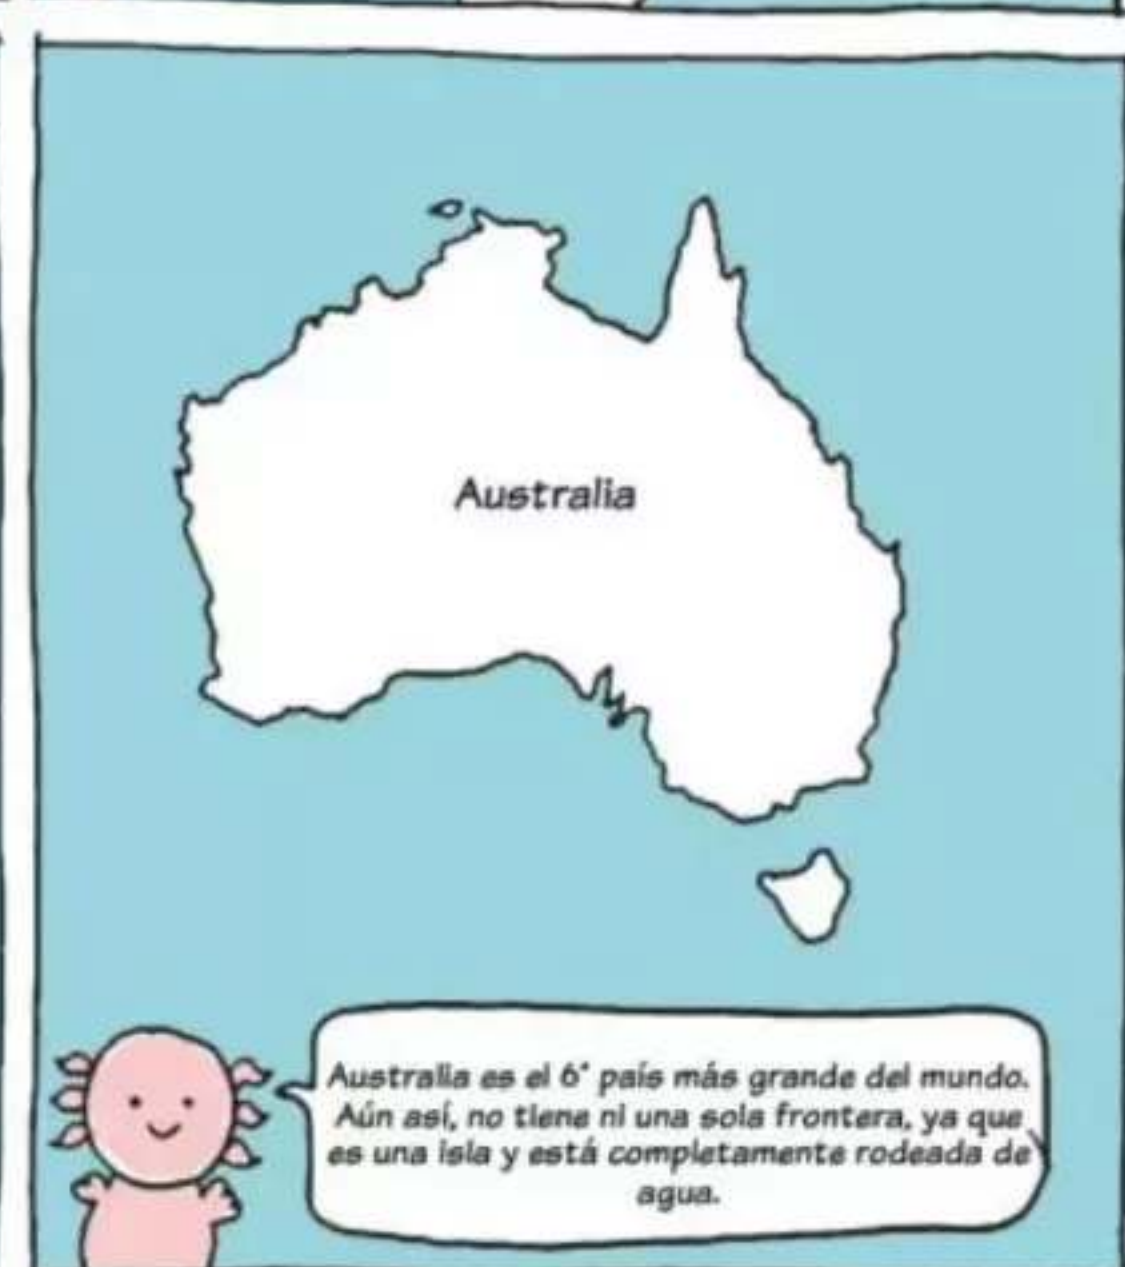 Australia
Australia es el 6° país más grande del mundo.
Aún así, no tiene ni una sola frontera, ya que
es una isla y está completamente rodeada de
agua.